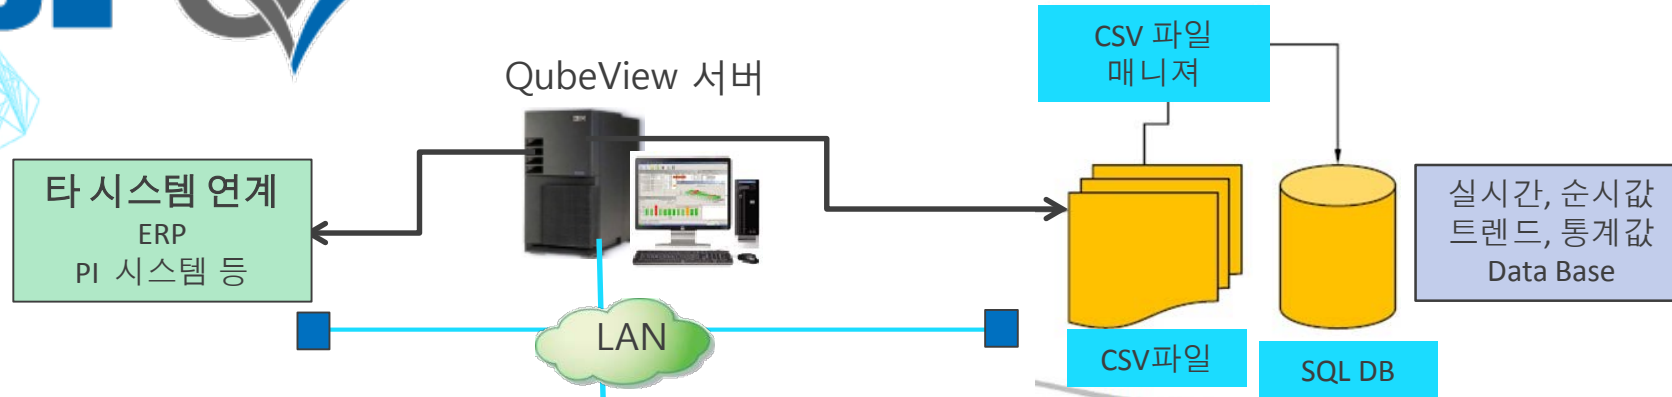 QubeView 서버
CSV 파일
매니져
타 시스템 연계
ERP
PI 시스템 등
실시간, 순시값
트렌드, 통계값
Data Base
LAN
CSV파일
SQL DB